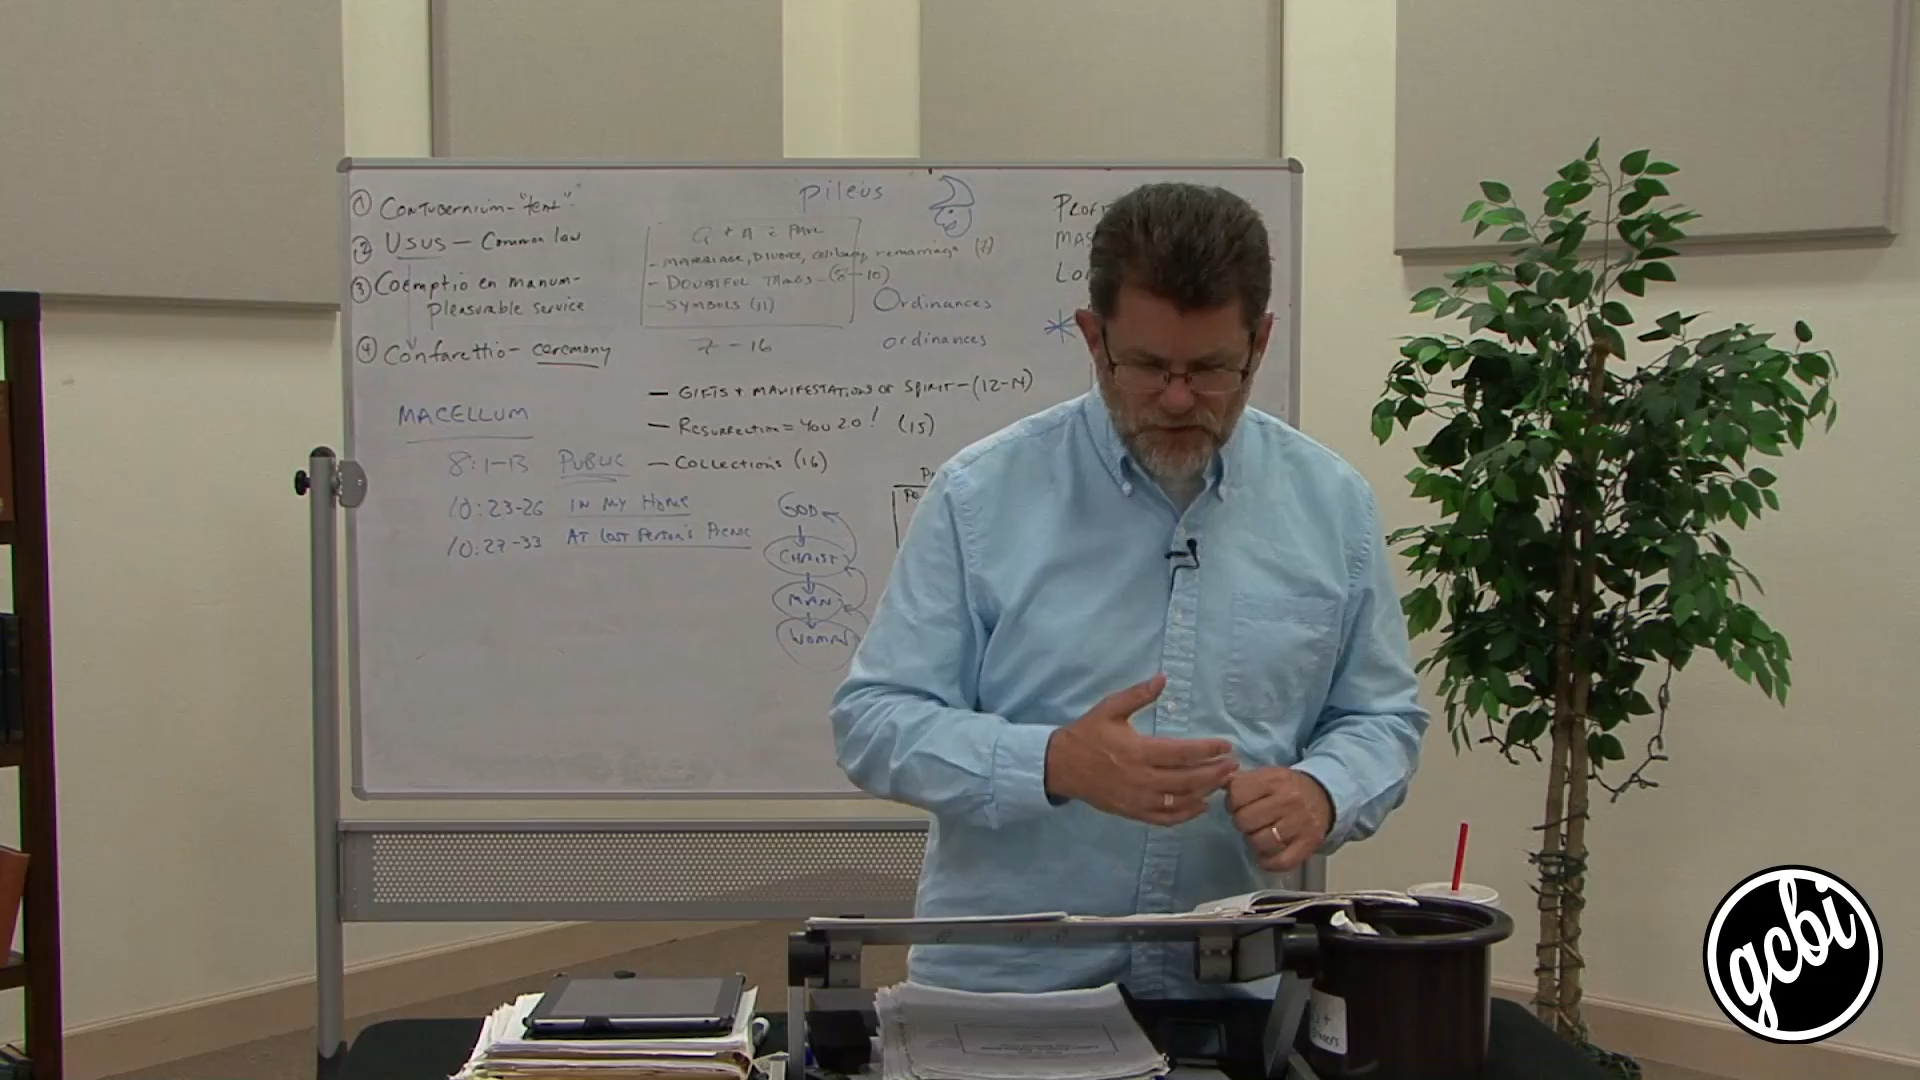 ① Contubernium - "tent"
② Usus — Common law
③ Coemptio en manum -
pleasurable service
④ Confarettio - ceremony
MACELLUM
8:1-13 PUBLIC
10:23-26 IN MY HOME
10:27-33 AT LOST PERSON'S
pileus
Q + A
- MARRIAGE, DIVORCE, celibacy, remarriage (7)
- DOUBTFUL THINGS - (8-10)
- SYMBOLS (11)
7 - 16
Ordinances
ordinances
— GIFTS + MANIFESTATIONS OF SPIRIT - (12-14)
— RESURRECTION = YOU 2.0! (15)
— COLLECTIONS (16)
GOD
CHRIST
MAN
WOMAN
gcbi